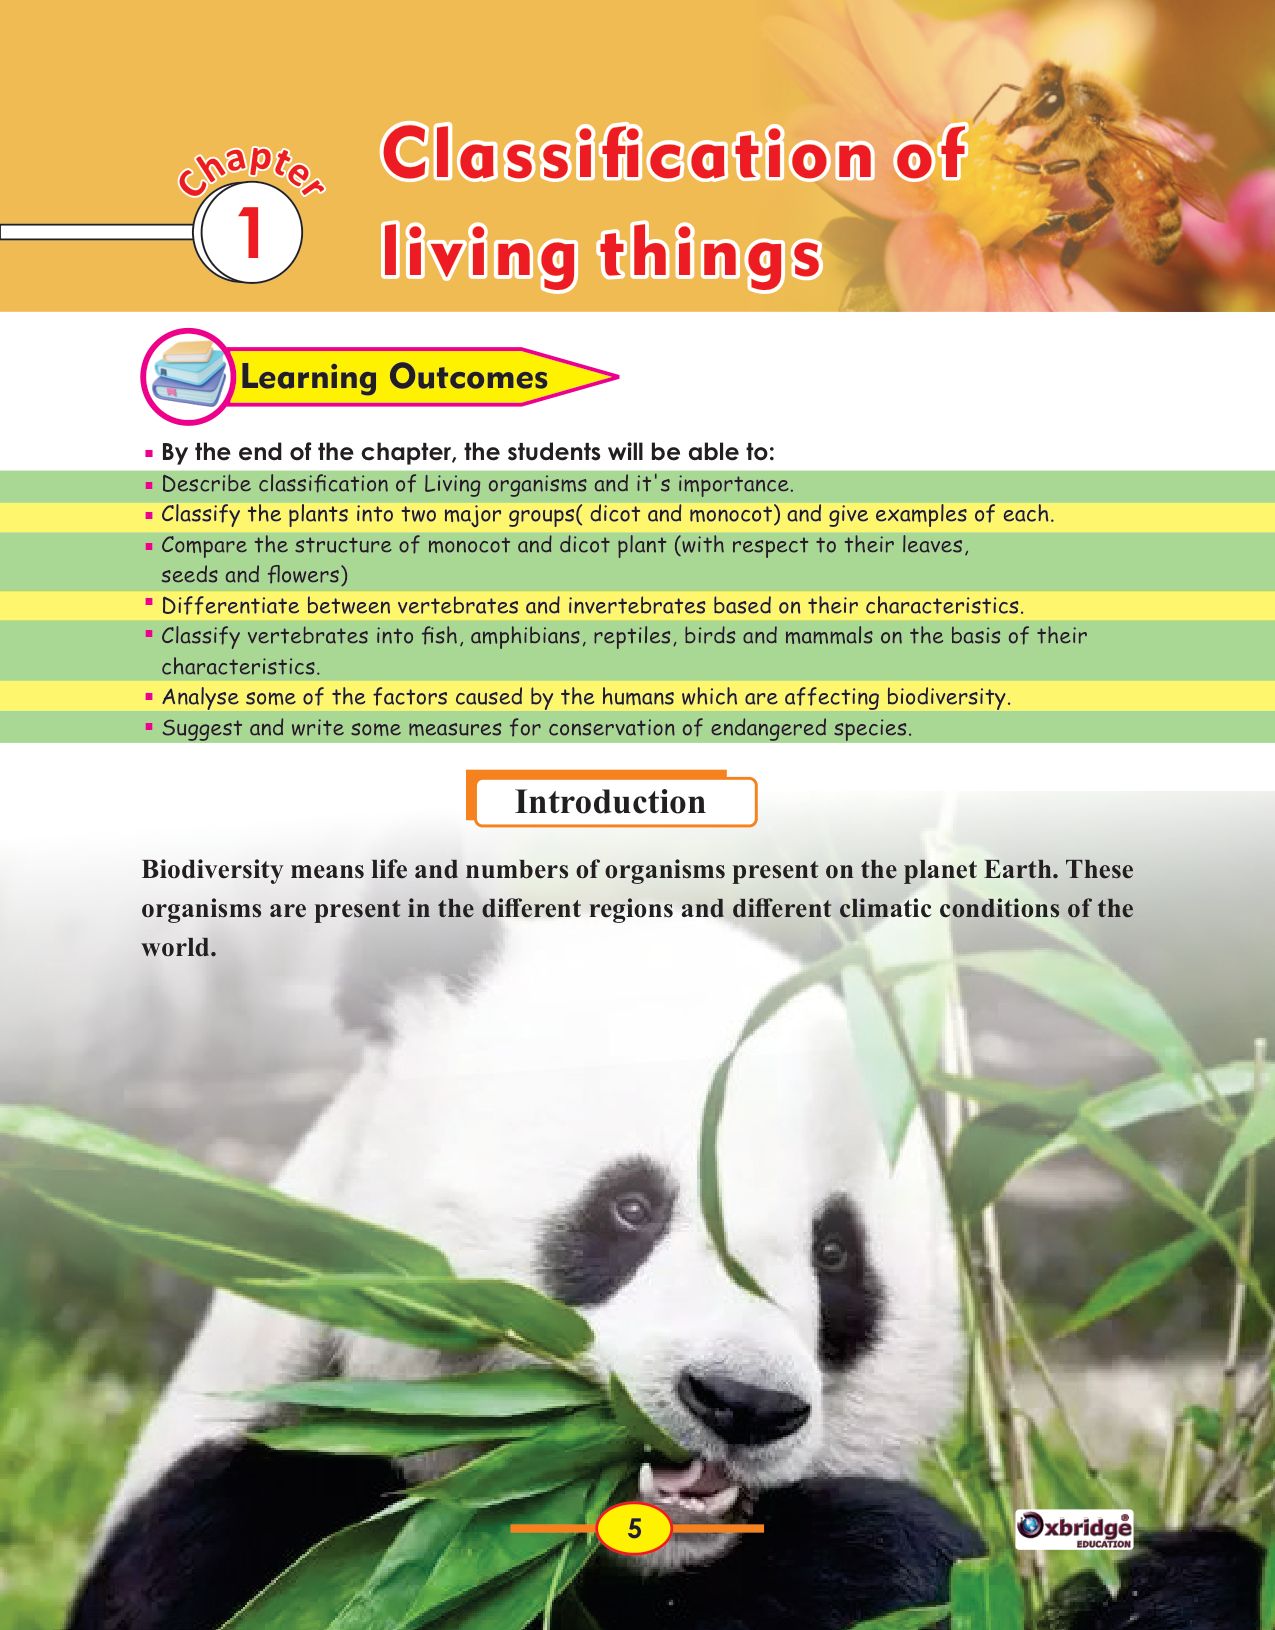 Chapter
1
Classification of
living things
Learning Outcomes
▪ By the end of the chapter, the students will be able to:
▪ Describe classification of Living organisms and it's importance.
▪ Classify the plants into two major groups( dicot and monocot) and give examples of each.
▪ Compare the structure of monocot and dicot plant (with respect to their leaves,
seeds and flowers)
▪ Differentiate between vertebrates and invertebrates based on their characteristics.
▪ Classify vertebrates into fish, amphibians, reptiles, birds and mammals on the basis of their
characteristics.
▪ Analyse some of the factors caused by the humans which are affecting biodiversity.
▪ Suggest and write some measures for conservation of endangered species.
Introduction
Biodiversity means life and numbers of organisms present on the planet Earth. These
organisms are present in the different regions and different climatic conditions of the
world.
5
Oxbridge®
EDUCATION